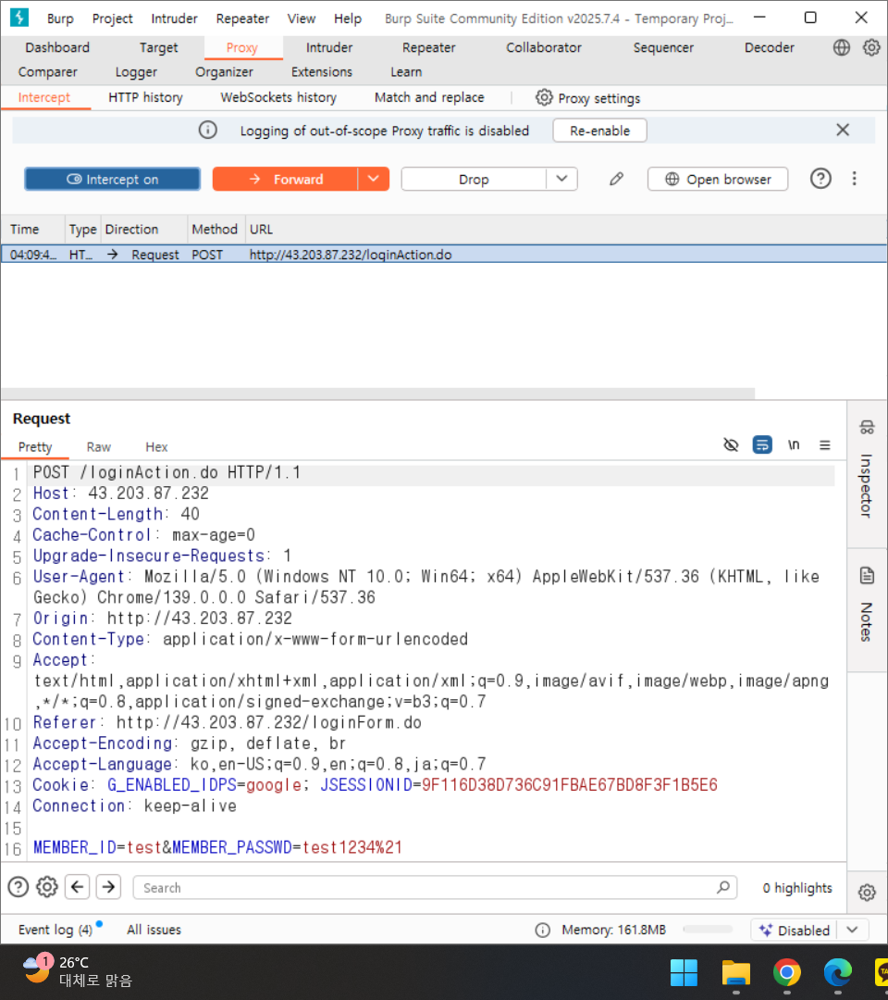 Burp Project Intruder Repeater View Help Burp Suite Community Edition v2025.7.4 - Temporary Proj...
Dashboard Target Proxy Intruder Repeater Collaborator Sequencer Decoder
Comparer Logger Organizer Extensions Learn
Intercept HTTP history WebSockets history Match and replace Proxy settings
Logging of out-of-scope Proxy traffic is disabled Re-enable
Intercept on Forward Drop Open browser
Time Type Direction Method URL
04:09:4... HT... → Request POST http://43.203.87.232/loginAction.do
Request
Pretty Raw Hex \n
1 POST /loginAction.do HTTP/1.1
2 Host: 43.203.87.232
3 Content-Length: 40
4 Cache-Control: max-age=0
5 Upgrade-Insecure-Requests: 1
6 User-Agent: Mozilla/5.0 (Windows NT 10.0; Win64; x64) AppleWebKit/537.36 (KHTML, like
Gecko) Chrome/139.0.0.0 Safari/537.36
7 Origin: http://43.203.87.232
8 Content-Type: application/x-www-form-urlencoded
9 Accept:
text/html,application/xhtml+xml,application/xml;q=0.9,image/avif,image/webp,image/apng
,*/*;q=0.8,application/signed-exchange;v=b3;q=0.7
10 Referer: http://43.203.87.232/loginForm.do
11 Accept-Encoding: gzip, deflate, br
12 Accept-Language: ko,en-US;q=0.9,en;q=0.8,ja;q=0.7
13 Cookie: G_ENABLED_IDPS=google; JSESSIONID=9F116D38D736C91FBAE67BD8F3F1B5E6
14 Connection: keep-alive
15
16 MEMBER_ID=test&MEMBER_PASSWD=test1234%21
Inspector
Notes
Search 0 highlights
Event log (4) All issues Memory: 161.8MB Disabled
1 26°C
대체로 맑음